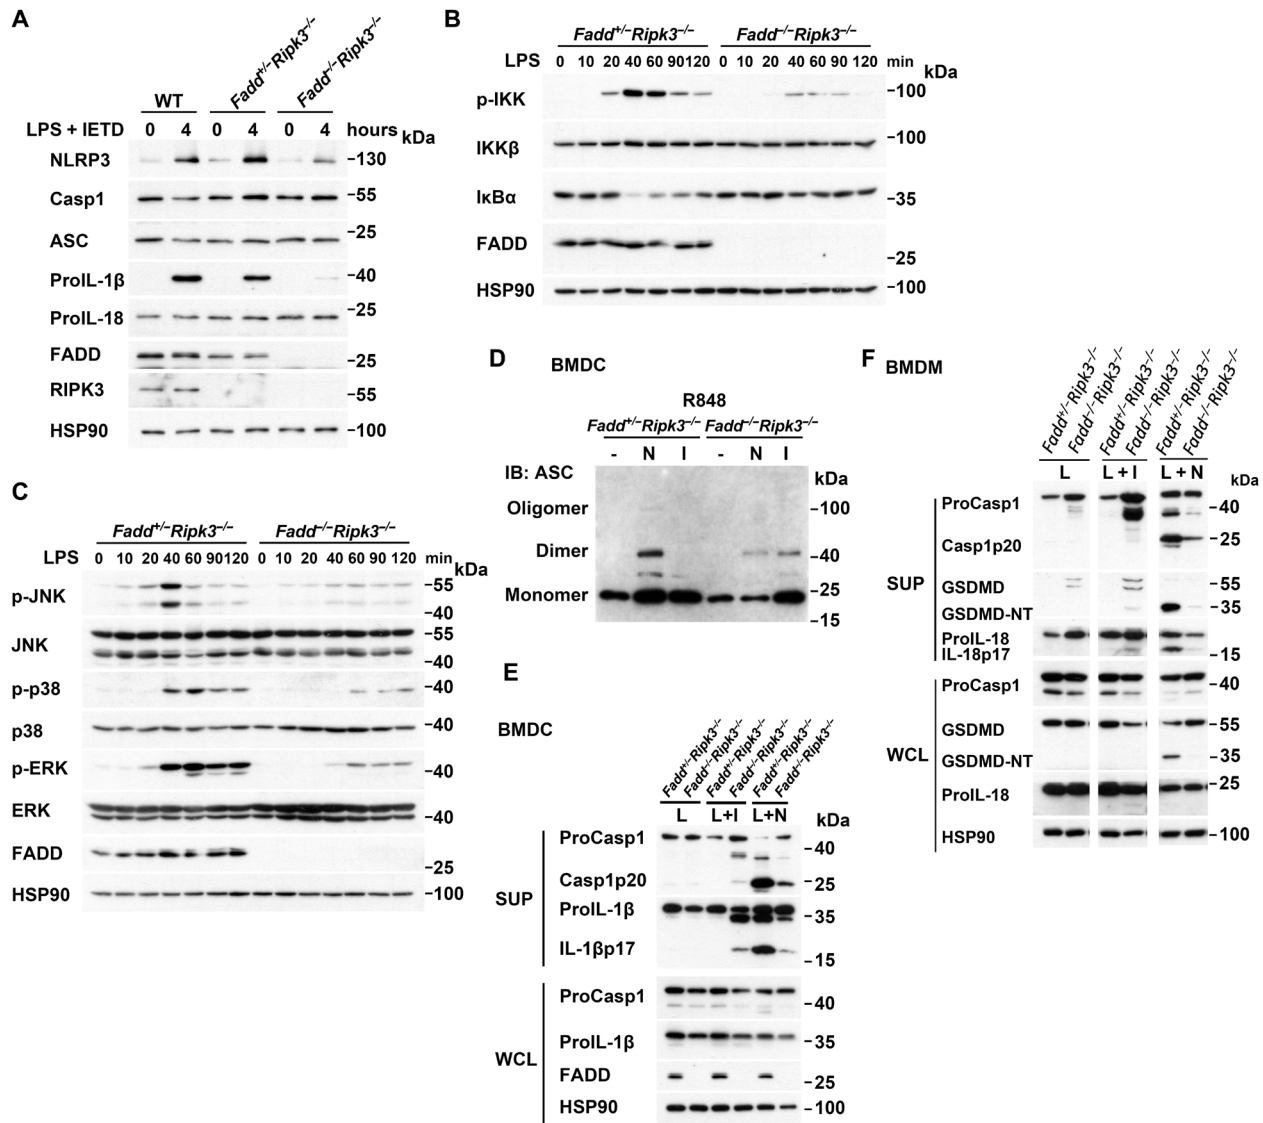 A
WT
Fadd+/–Ripk3–/–
Fadd–/–Ripk3–/–
LPS + IETD 0 4 0 4 0 4 hours kDa
NLRP3 –130
Casp1 –55
ASC –25
ProIL-1β –40
ProIL-18 –25
FADD –25
RIPK3 –55
HSP90 –100
B
Fadd+/–Ripk3–/– Fadd–/–Ripk3–/–
LPS 0 10 20 40 60 90 120 0 10 20 40 60 90 120 min
kDa
p-IKK –100
IKKβ –100
IκBα –35
FADD –25
HSP90 –100
C
Fadd+/–Ripk3–/– Fadd–/–Ripk3–/–
LPS 0 10 20 40 60 90 120 0 10 20 40 60 90 120 min kDa
p-JNK –55
–40
JNK –55
–40
p-p38 –40
p38 –40
p-ERK –40
ERK –40
FADD –25
HSP90 –100
D BMDC
R848
Fadd+/–Ripk3–/– Fadd–/–Ripk3–/–
- N I - N I
IB: ASC kDa
Oligomer –100
Dimer –40
Monomer –25
–15
E
BMDC
Fadd+/–Ripk3–/– Fadd–/–Ripk3–/– Fadd+/–Ripk3–/– Fadd–/–Ripk3–/– Fadd+/–Ripk3–/– Fadd–/–Ripk3–/–
L L+I L+N kDa
SUP
ProCasp1 –40
Casp1p20 –25
ProIL-1β –35
IL-1βp17 –15
WCL
ProCasp1 –40
ProIL-1β –35
FADD –25
HSP90 –100
F BMDM
Fadd+/–Ripk3–/– Fadd–/–Ripk3–/– Fadd+/–Ripk3–/– Fadd–/–Ripk3–/– Fadd+/–Ripk3–/– Fadd–/–Ripk3–/–
L L + I L + N kDa
SUP
ProCasp1 –40
Casp1p20 –25
GSDMD –55
GSDMD-NT –35
ProIL-18
IL-18p17 –15
WCL
ProCasp1 –40
GSDMD –55
GSDMD-NT –35
ProIL-18 –25
HSP90 –100